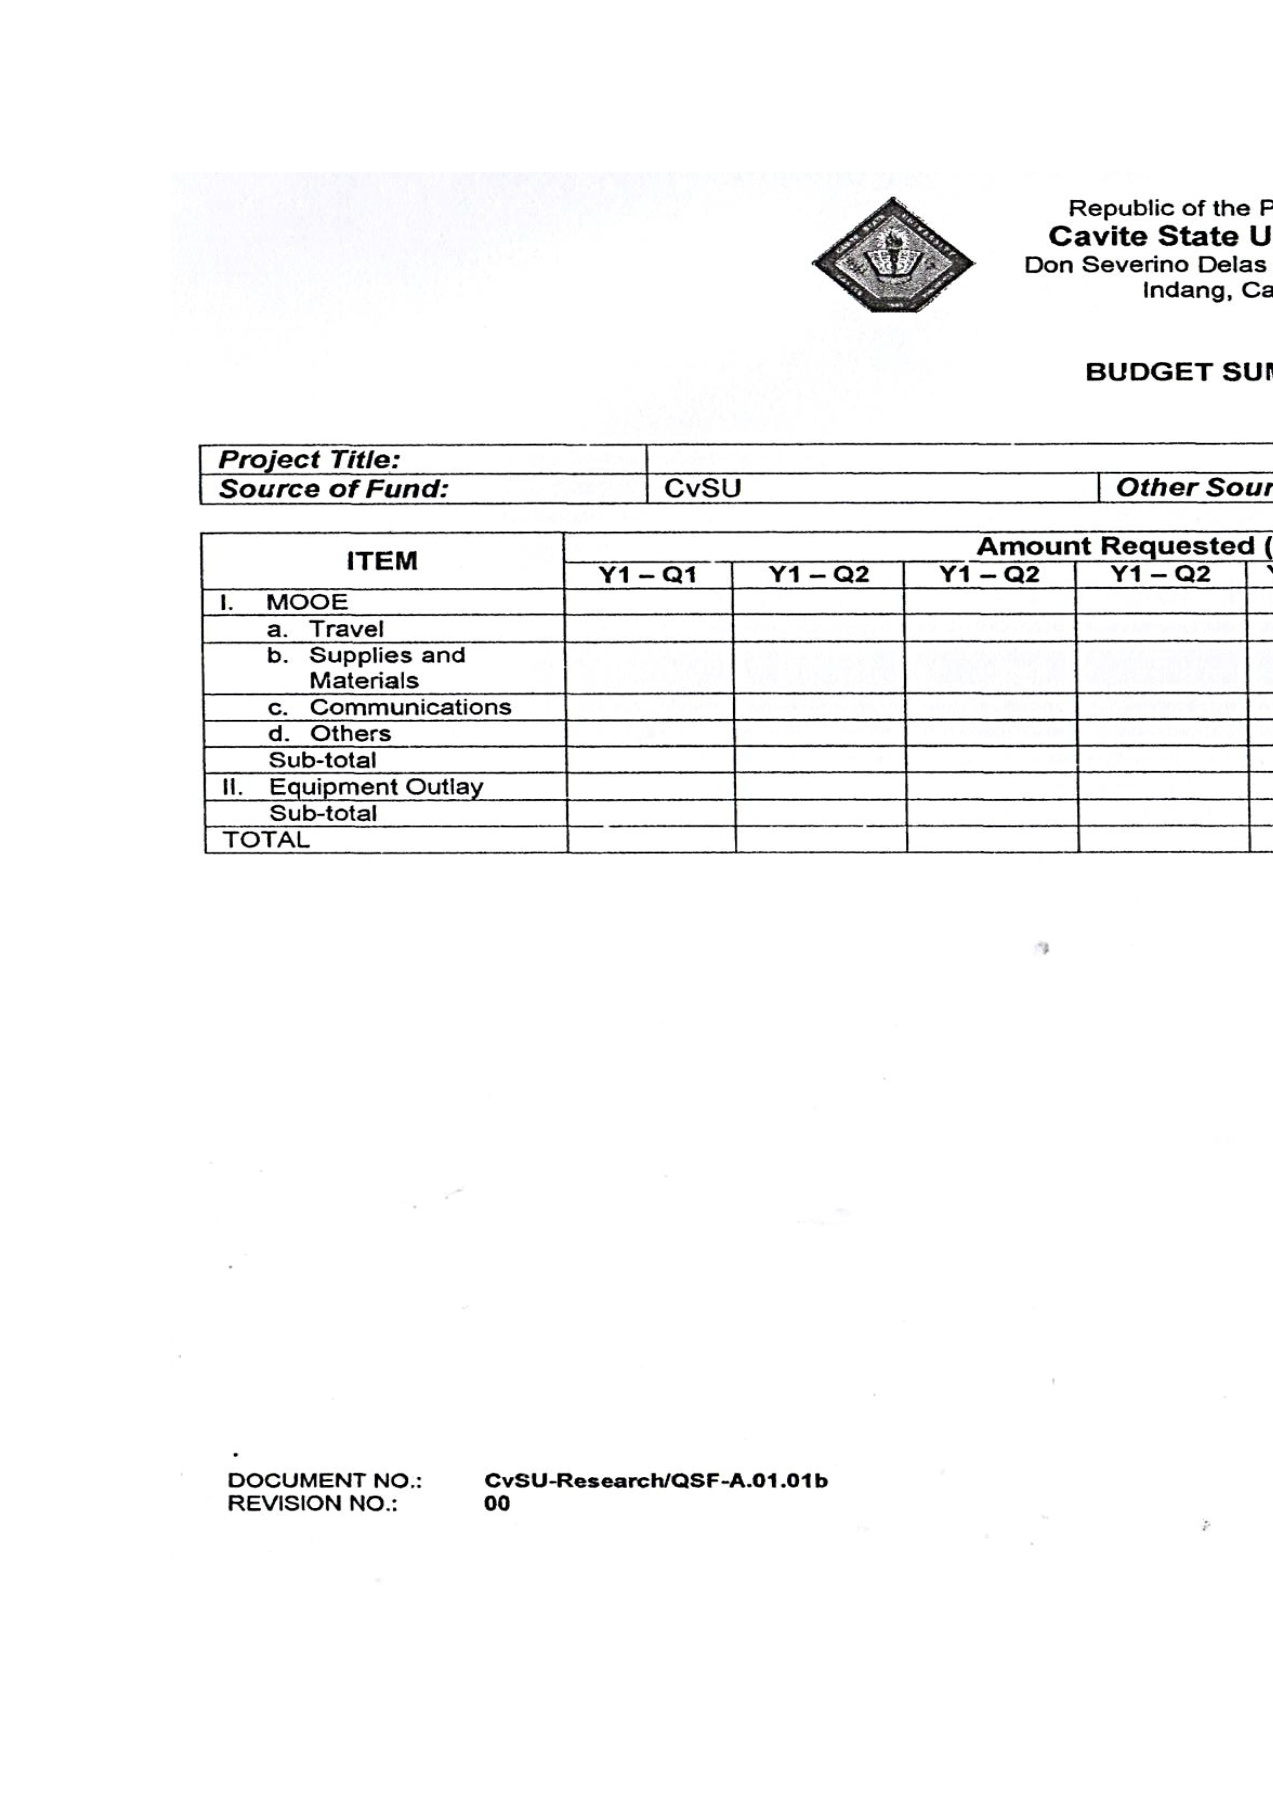 Republic of the P
Cavite State U
Don Severino Delas
Indang, Ca
BUDGET SUM
Project Title:
Source of Fund: CvSU Other Sour
ITEM Amount Requested (
Y1 – Q1 Y1 – Q2 Y1 – Q2 Y1 – Q2
I. MOOE
a. Travel
b. Supplies and
Materials
c. Communications
d. Others
Sub-total
II. Equipment Outlay
Sub-total
TOTAL
DOCUMENT NO.: CvSU-Research/QSF-A.01.01b
REVISION NO.: 00